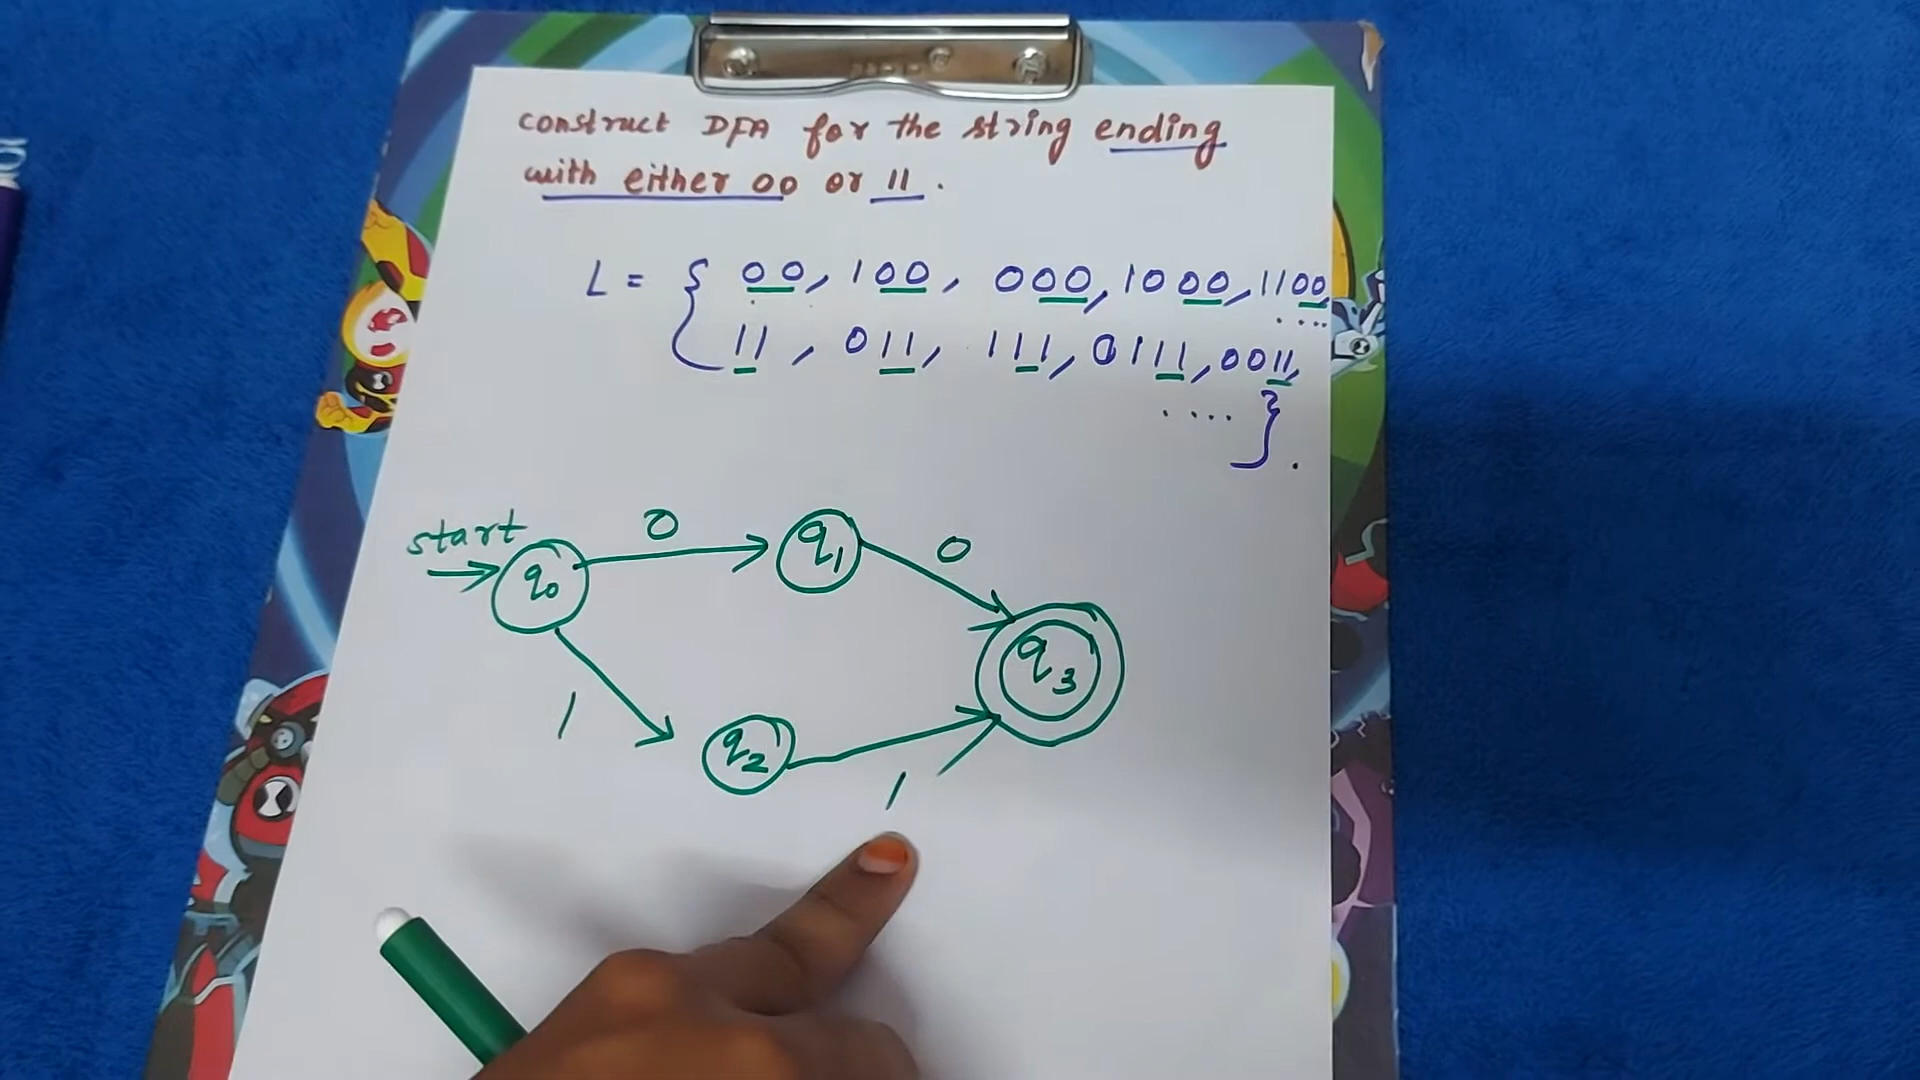 construct DFA for the string ending
with either 00 or 11.
L = { 00, 100, 000, 1000, 1100, ....
11, 011, 111, 0111, 0011,
.... }.
start
0
q0
q1
0
q3
1
q2
1